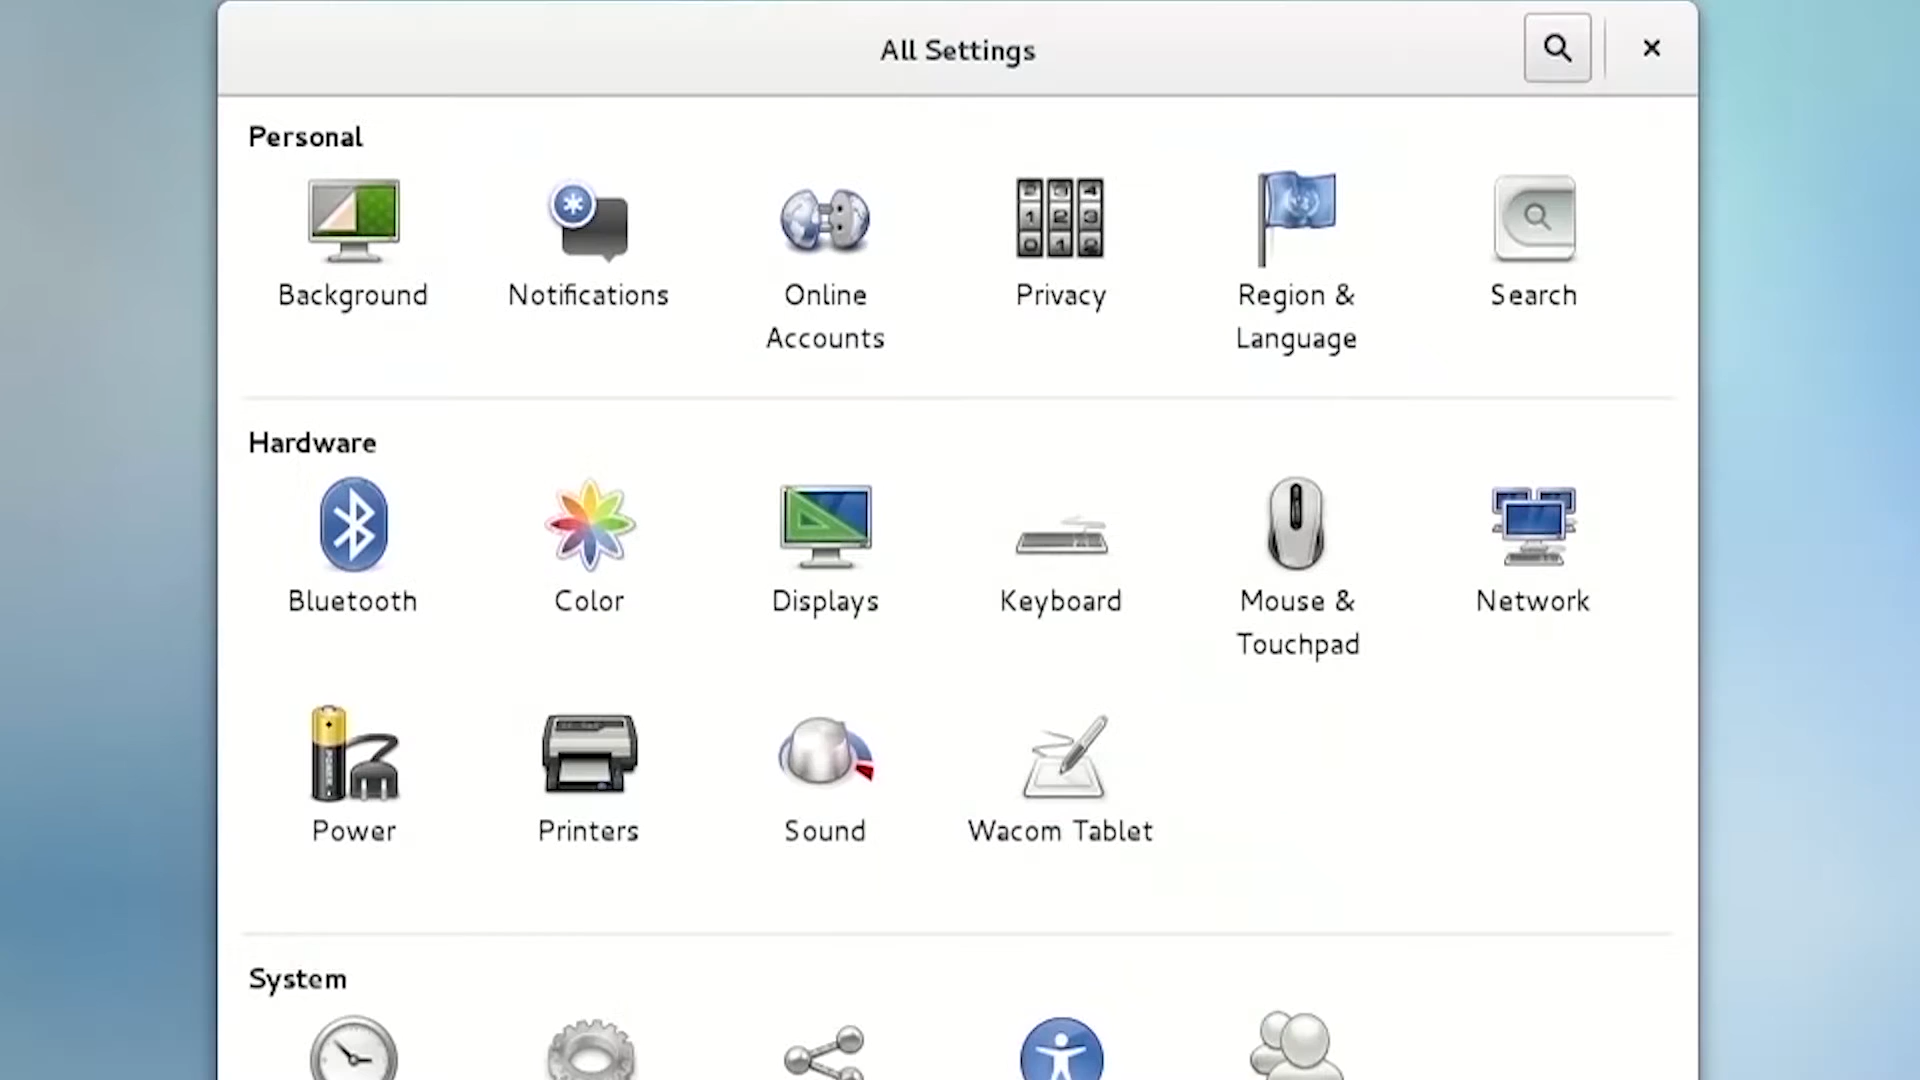 All Settings
Personal
Background
Notifications
Online
Accounts
Privacy
Region &
Language
Search
Hardware
Bluetooth
Color
Displays
Keyboard
Mouse &
Touchpad
Network
Power
Printers
Sound
Wacom Tablet
System